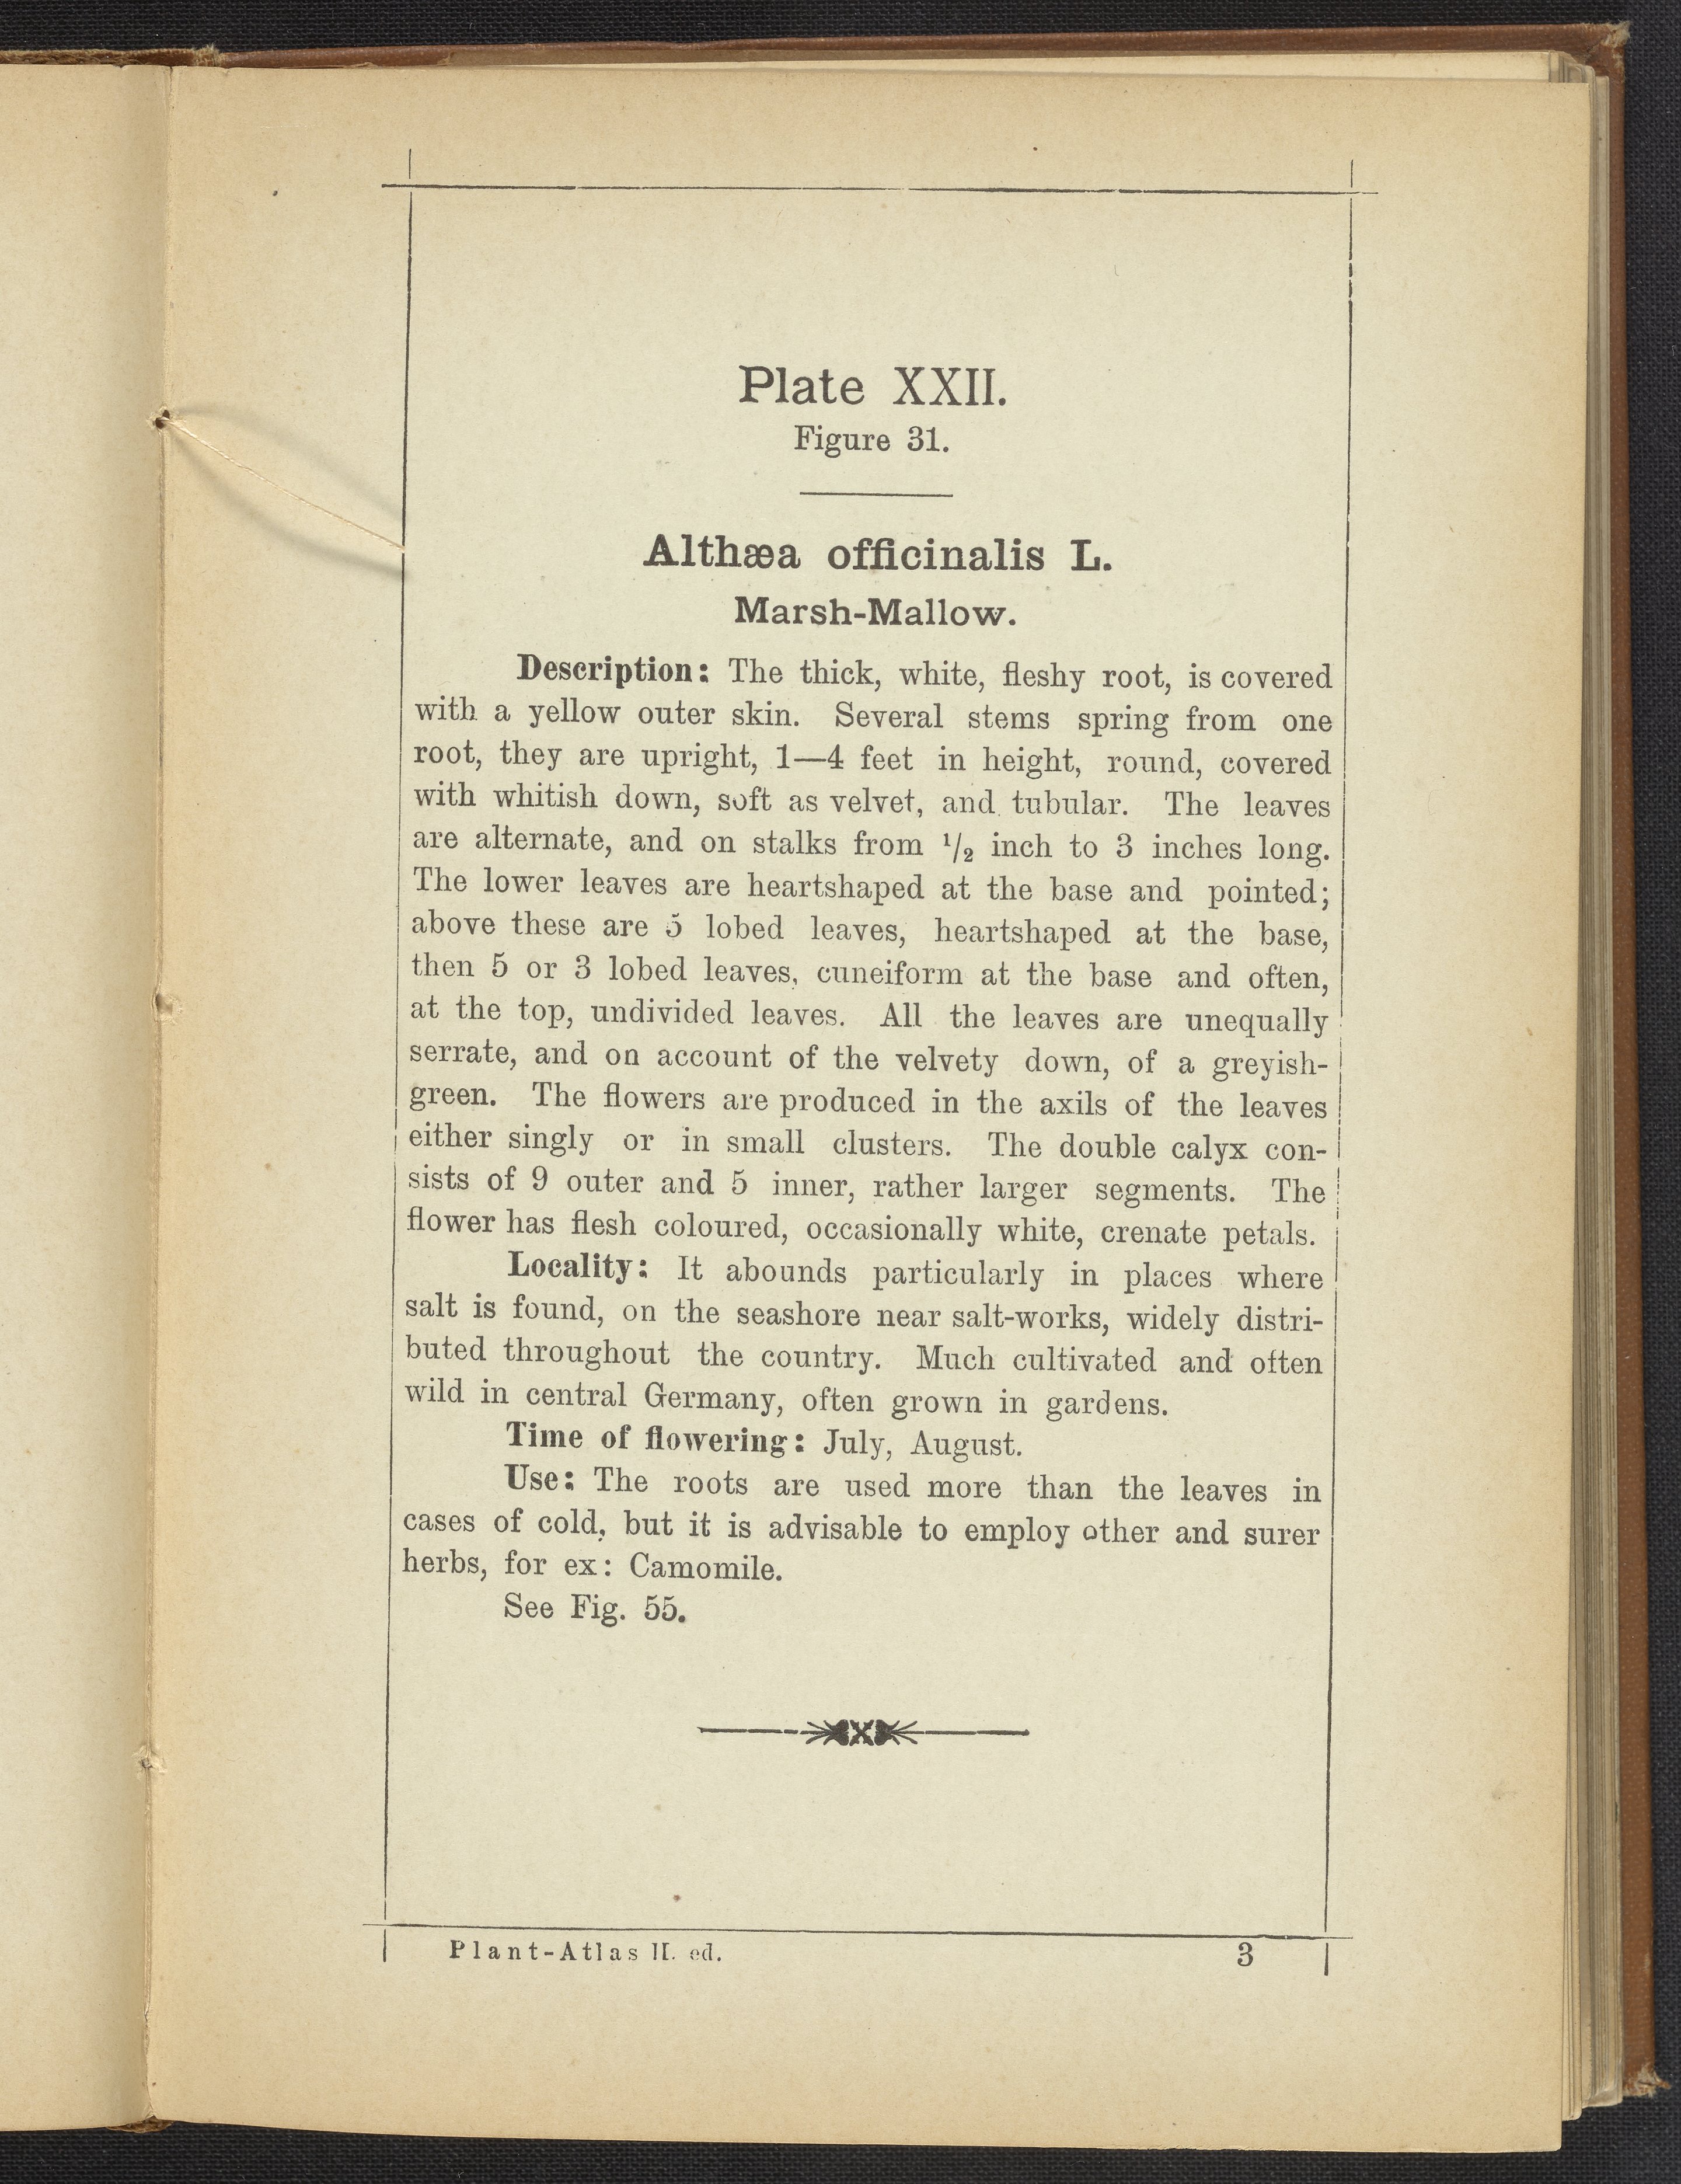 Plate XXII.
Figure 31.
Althæa officinalis L.
Marsh-Mallow.
Description: The thick, white, fleshy root, is covered
with a yellow outer skin. Several stems spring from one
root, they are upright, 1—4 feet in height, round, covered
with whitish down, soft as velvet, and tubular. The leaves
are alternate, and on stalks from 1/2 inch to 3 inches long.
The lower leaves are heartshaped at the base and pointed;
above these are 5 lobed leaves, heartshaped at the base,
then 5 or 3 lobed leaves, cuneiform at the base and often,
at the top, undivided leaves. All the leaves are unequally
serrate, and on account of the velvety down, of a greyish-
green. The flowers are produced in the axils of the leaves
either singly or in small clusters. The double calyx con-
sists of 9 outer and 5 inner, rather larger segments. The
flower has flesh coloured, occasionally white, crenate petals.
Locality: It abounds particularly in places where
salt is found, on the seashore near salt-works, widely distri-
buted throughout the country. Much cultivated and often
wild in central Germany, often grown in gardens.
Time of flowering: July, August.
Use: The roots are used more than the leaves in
cases of cold, but it is advisable to employ other and surer
herbs, for ex: Camomile.
See Fig. 55.
Plant-Atlas II. ed. 3